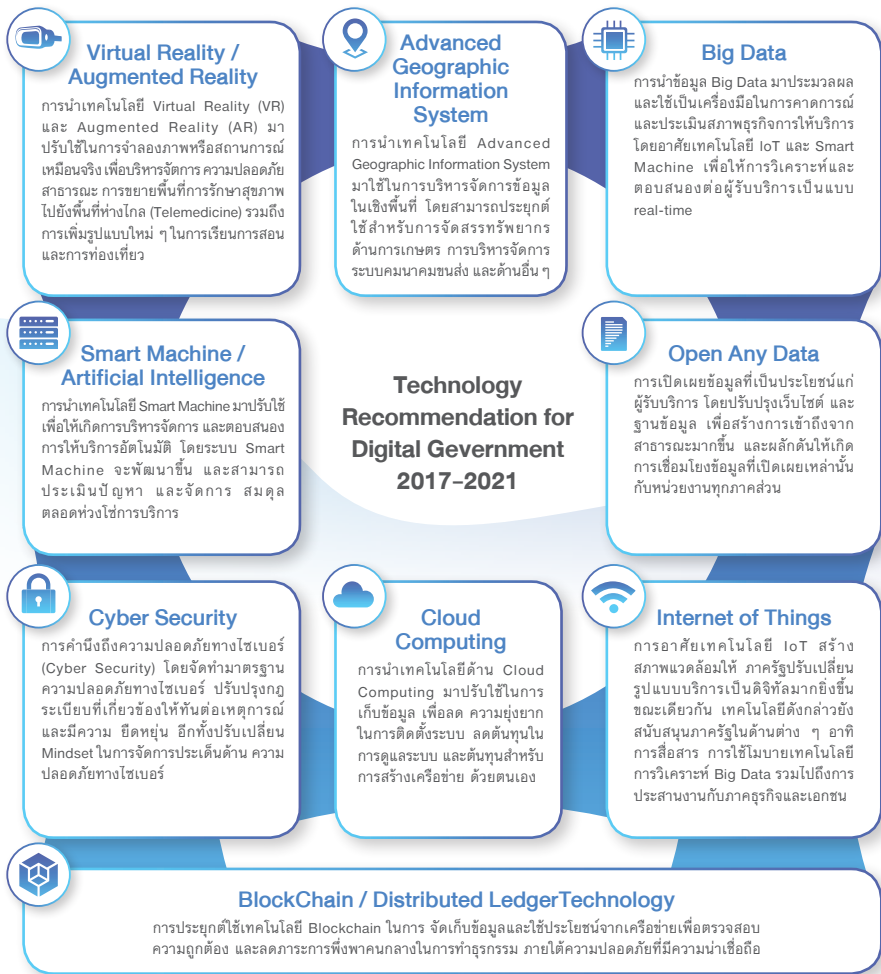 Virtual Reality /
Augmented Reality
การนำเทคโนโลยี Virtual Reality (VR)
และ Augmented Reality (AR) มา
ปรับใช้ในการจำลองภาพหรือสถานการณ์
เหมือนจริง เพื่อบริหารจัดการ ความปลอดภัย
สาธารณะ การขยายพื้นที่การรักษาสุขภาพ
ไปยังพื้นที่ห่างไกล (Telemedicine) รวมถึง
การเพิ่มรูปแบบใหม่ ๆ ในการเรียนการสอน
และการท่องเที่ยว
Advanced
Geographic
Information
System
การนำเทคโนโลยี Advanced
Geographic Information System
มาใช้ในการบริหารจัดการข้อมูล
ในเชิงพื้นที่ โดยสามารถประยุกต์
ใช้สำหรับการจัดสรรทรัพยากร
ด้านการเกษตร การบริหารจัดการ
ระบบคมนาคมขนส่ง และด้านอื่น ๆ
Big Data
การนำข้อมูล Big Data มาประมวลผล
และใช้เป็นเครื่องมือในการคาดการณ์
และประเมินสภาพธุรกิจการให้บริการ
โดยอาศัยเทคโนโลยี IoT และ Smart
Machine เพื่อให้การวิเคราะห์และ
ตอบสนองต่อผู้รับบริการเป็นแบบ
real-time
Smart Machine /
Artificial Intelligence
การนำเทคโนโลยี Smart Machine มาปรับใช้
เพื่อให้เกิดการบริหารจัดการ และตอบสนอง
การให้บริการอัตโนมัติ โดยระบบ Smart
Machine จะพัฒนาขึ้น และสามารถ
ประเมินปัญหา และจัดการ สมดุล
ตลอดห่วงโซ่การบริการ
Technology
Recommendation for
Digital Gevernment
2017–2021
Open Any Data
การเปิดเผยข้อมูลที่เป็นประโยชน์แก่
ผู้รับบริการ โดยปรับปรุงเว็บไซต์ และ
ฐานข้อมูล เพื่อสร้างการเข้าถึงจาก
สาธารณะมากขึ้น และผลักดันให้เกิด
การเชื่อมโยงข้อมูลที่เปิดเผยเหล่านั้น
กับหน่วยงานทุกภาคส่วน
Cyber Security
การคำนึงถึงความปลอดภัยทางไซเบอร์
(Cyber Security) โดยจัดทำมาตรฐาน
ความปลอดภัยทางไซเบอร์ ปรับปรุงกฎ
ระเบียบที่เกี่ยวข้องให้ทันต่อเหตุการณ์
และมีความ ยืดหยุ่น อีกทั้งปรับเปลี่ยน
Mindset ในการจัดการประเด็นด้าน ความ
ปลอดภัยทางไซเบอร์
Cloud
Computing
การนำเทคโนโลยีด้าน Cloud
Computing มาปรับใช้ในการ
เก็บข้อมูล เพื่อลด ความยุ่งยาก
ในการติดตั้งระบบ ลดต้นทุนใน
การดูแลระบบ และต้นทุนสำหรับ
การสร้างเครือข่าย ด้วยตนเอง
Internet of Things
การอาศัยเทคโนโลยี IoT สร้าง
สภาพแวดล้อมให้ ภาครัฐปรับเปลี่ยน
รูปแบบบริการเป็นดิจิทัลมากยิ่งขึ้น
ขณะเดียวกัน เทคโนโลยีดังกล่าวยัง
สนับสนุนภาครัฐในด้านต่าง ๆ อาทิ
การสื่อสาร การใช้โมบายเทคโนโลยี
การวิเคราะห์ Big Data รวมไปถึงการ
ประสานงานกับภาคธุรกิจและเอกชน
BlockChain / Distributed LedgerTechnology
การประยุกต์ใช้เทคโนโลยี Blockchain ในการ จัดเก็บข้อมูลและใช้ประโยชน์จากเครือข่ายเพื่อตรวจสอบ
ความถูกต้อง และลดภาระการพึ่งพาคนกลางในการทำธุรกรรม ภายใต้ความปลอดภัยที่มีความน่าเชื่อถือ